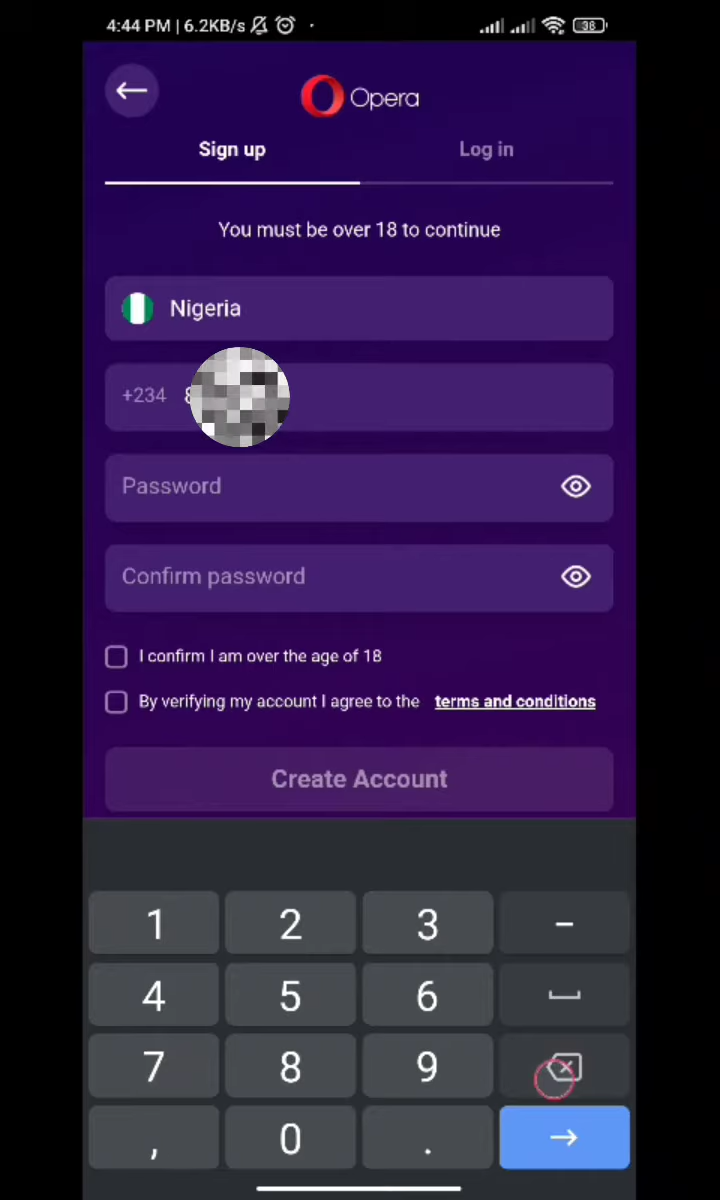 4:44 PM | 6.2KB/s 38
Opera
Sign up Log in
You must be over 18 to continue
Nigeria
+234
Password
Confirm password
I confirm I am over the age of 18
By verifying my account I agree to the terms and conditions
Create Account
1 2 3 -
4 5 6
7 8 9
, 0 .